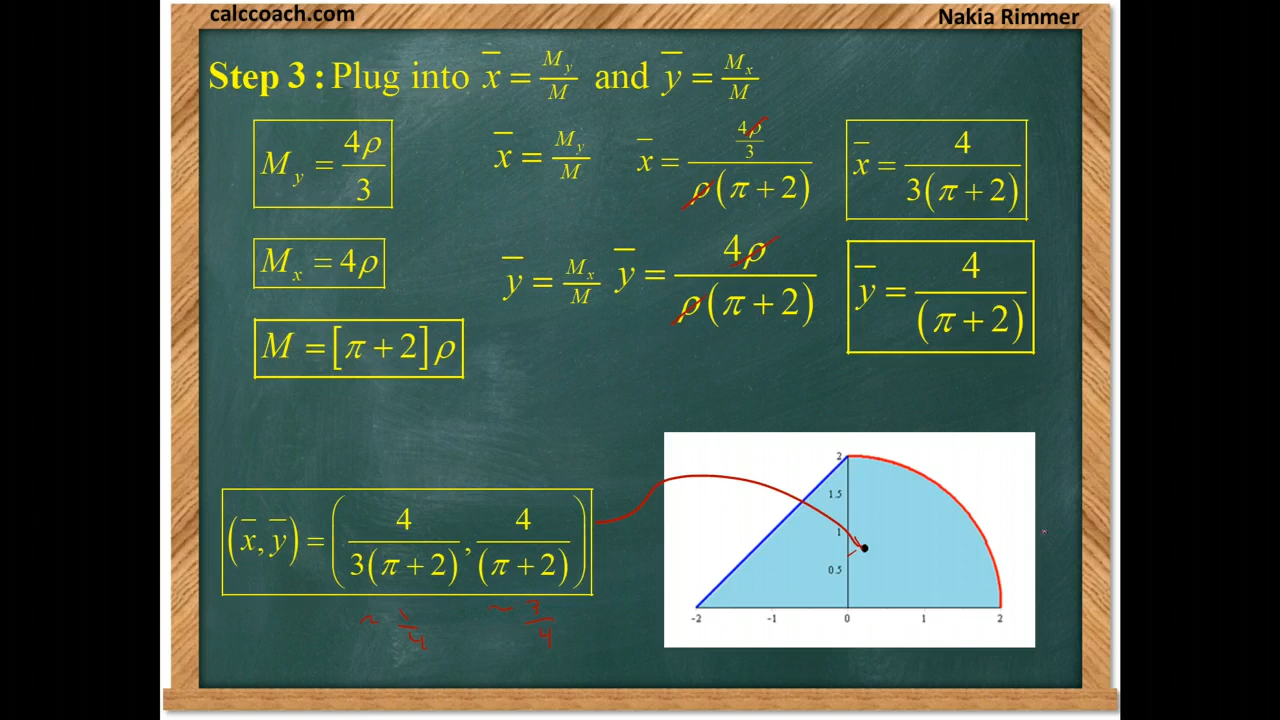 calccoach.com
Nakia Rimmer
Step 3 : Plug into x̅ = M_y/M and y̅ = M_x/M
M_y = 4ρ/3
x̅ = M_y/M
x̅ = (4ρ/3)/(ρ(π + 2))
x̅ = 4/(3(π + 2))
M_x = 4ρ
y̅ = M_x/M
y̅ = 4ρ/(ρ(π + 2))
y̅ = 4/(π + 2)
M = [π + 2]ρ
(x̅, y̅) = (4/(3(π + 2)), 4/(π + 2))
~ 1/4
~ 3/4
2
1.5
1
0.5
-2 -1 0 1 2